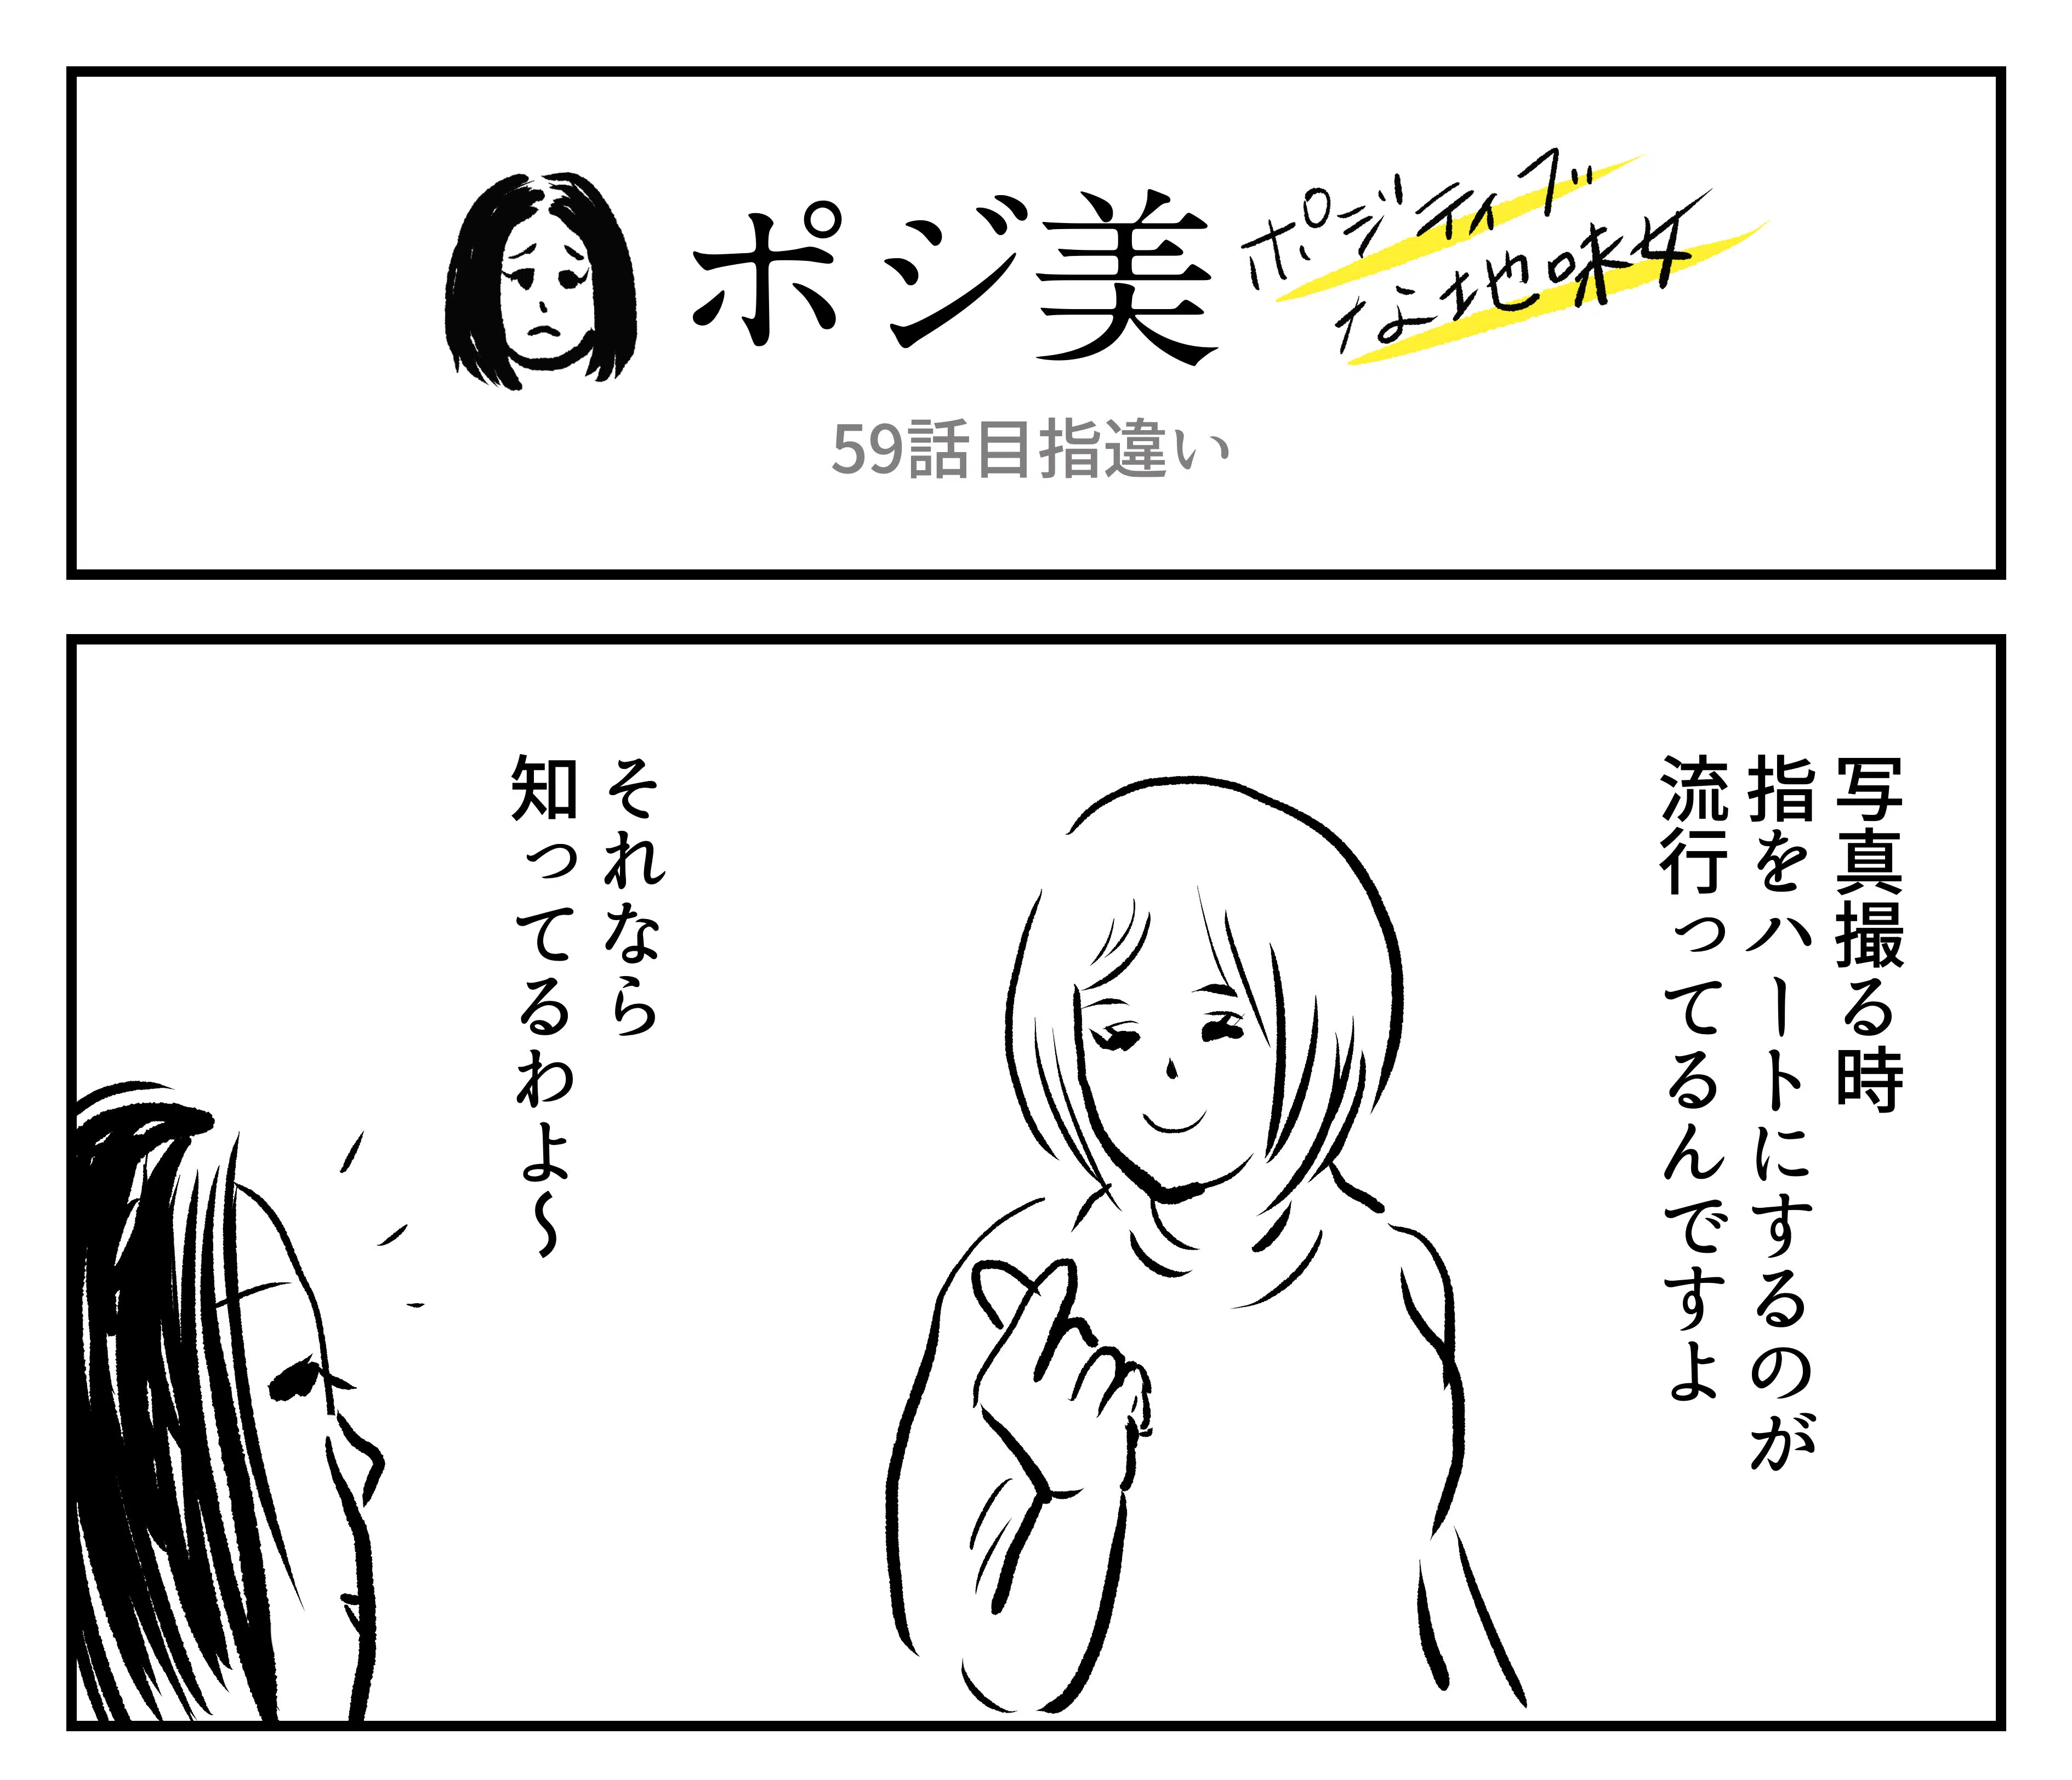 ポジ美
ポジティブ
な地味女
59話目指違い
写真撮る時
指をハートにするのが
流行ってるんですよ
それなら
知ってるわよ〜